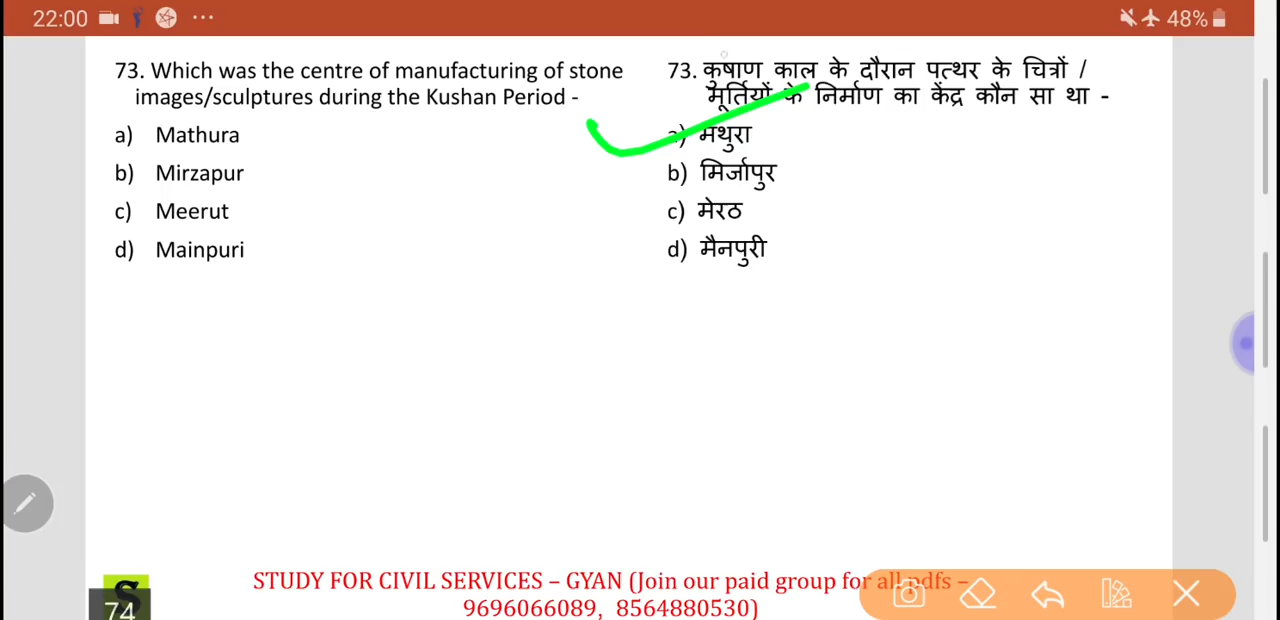 22:00
48%
73. Which was the centre of manufacturing of stone
images/sculptures during the Kushan Period -
a) Mathura
b) Mirzapur
c) Meerut
d) Mainpuri
73. कुषाण काल के दौरान पत्थर के चित्रों /
मूर्तियों के निर्माण का केंद्र कौन सा था -
a) मथुरा
b) मिर्जापुर
c) मेरठ
d) मैनपुरी
S
74
STUDY FOR CIVIL SERVICES – GYAN (Join our paid group for all pdfs –
9696066089, 8564880530)